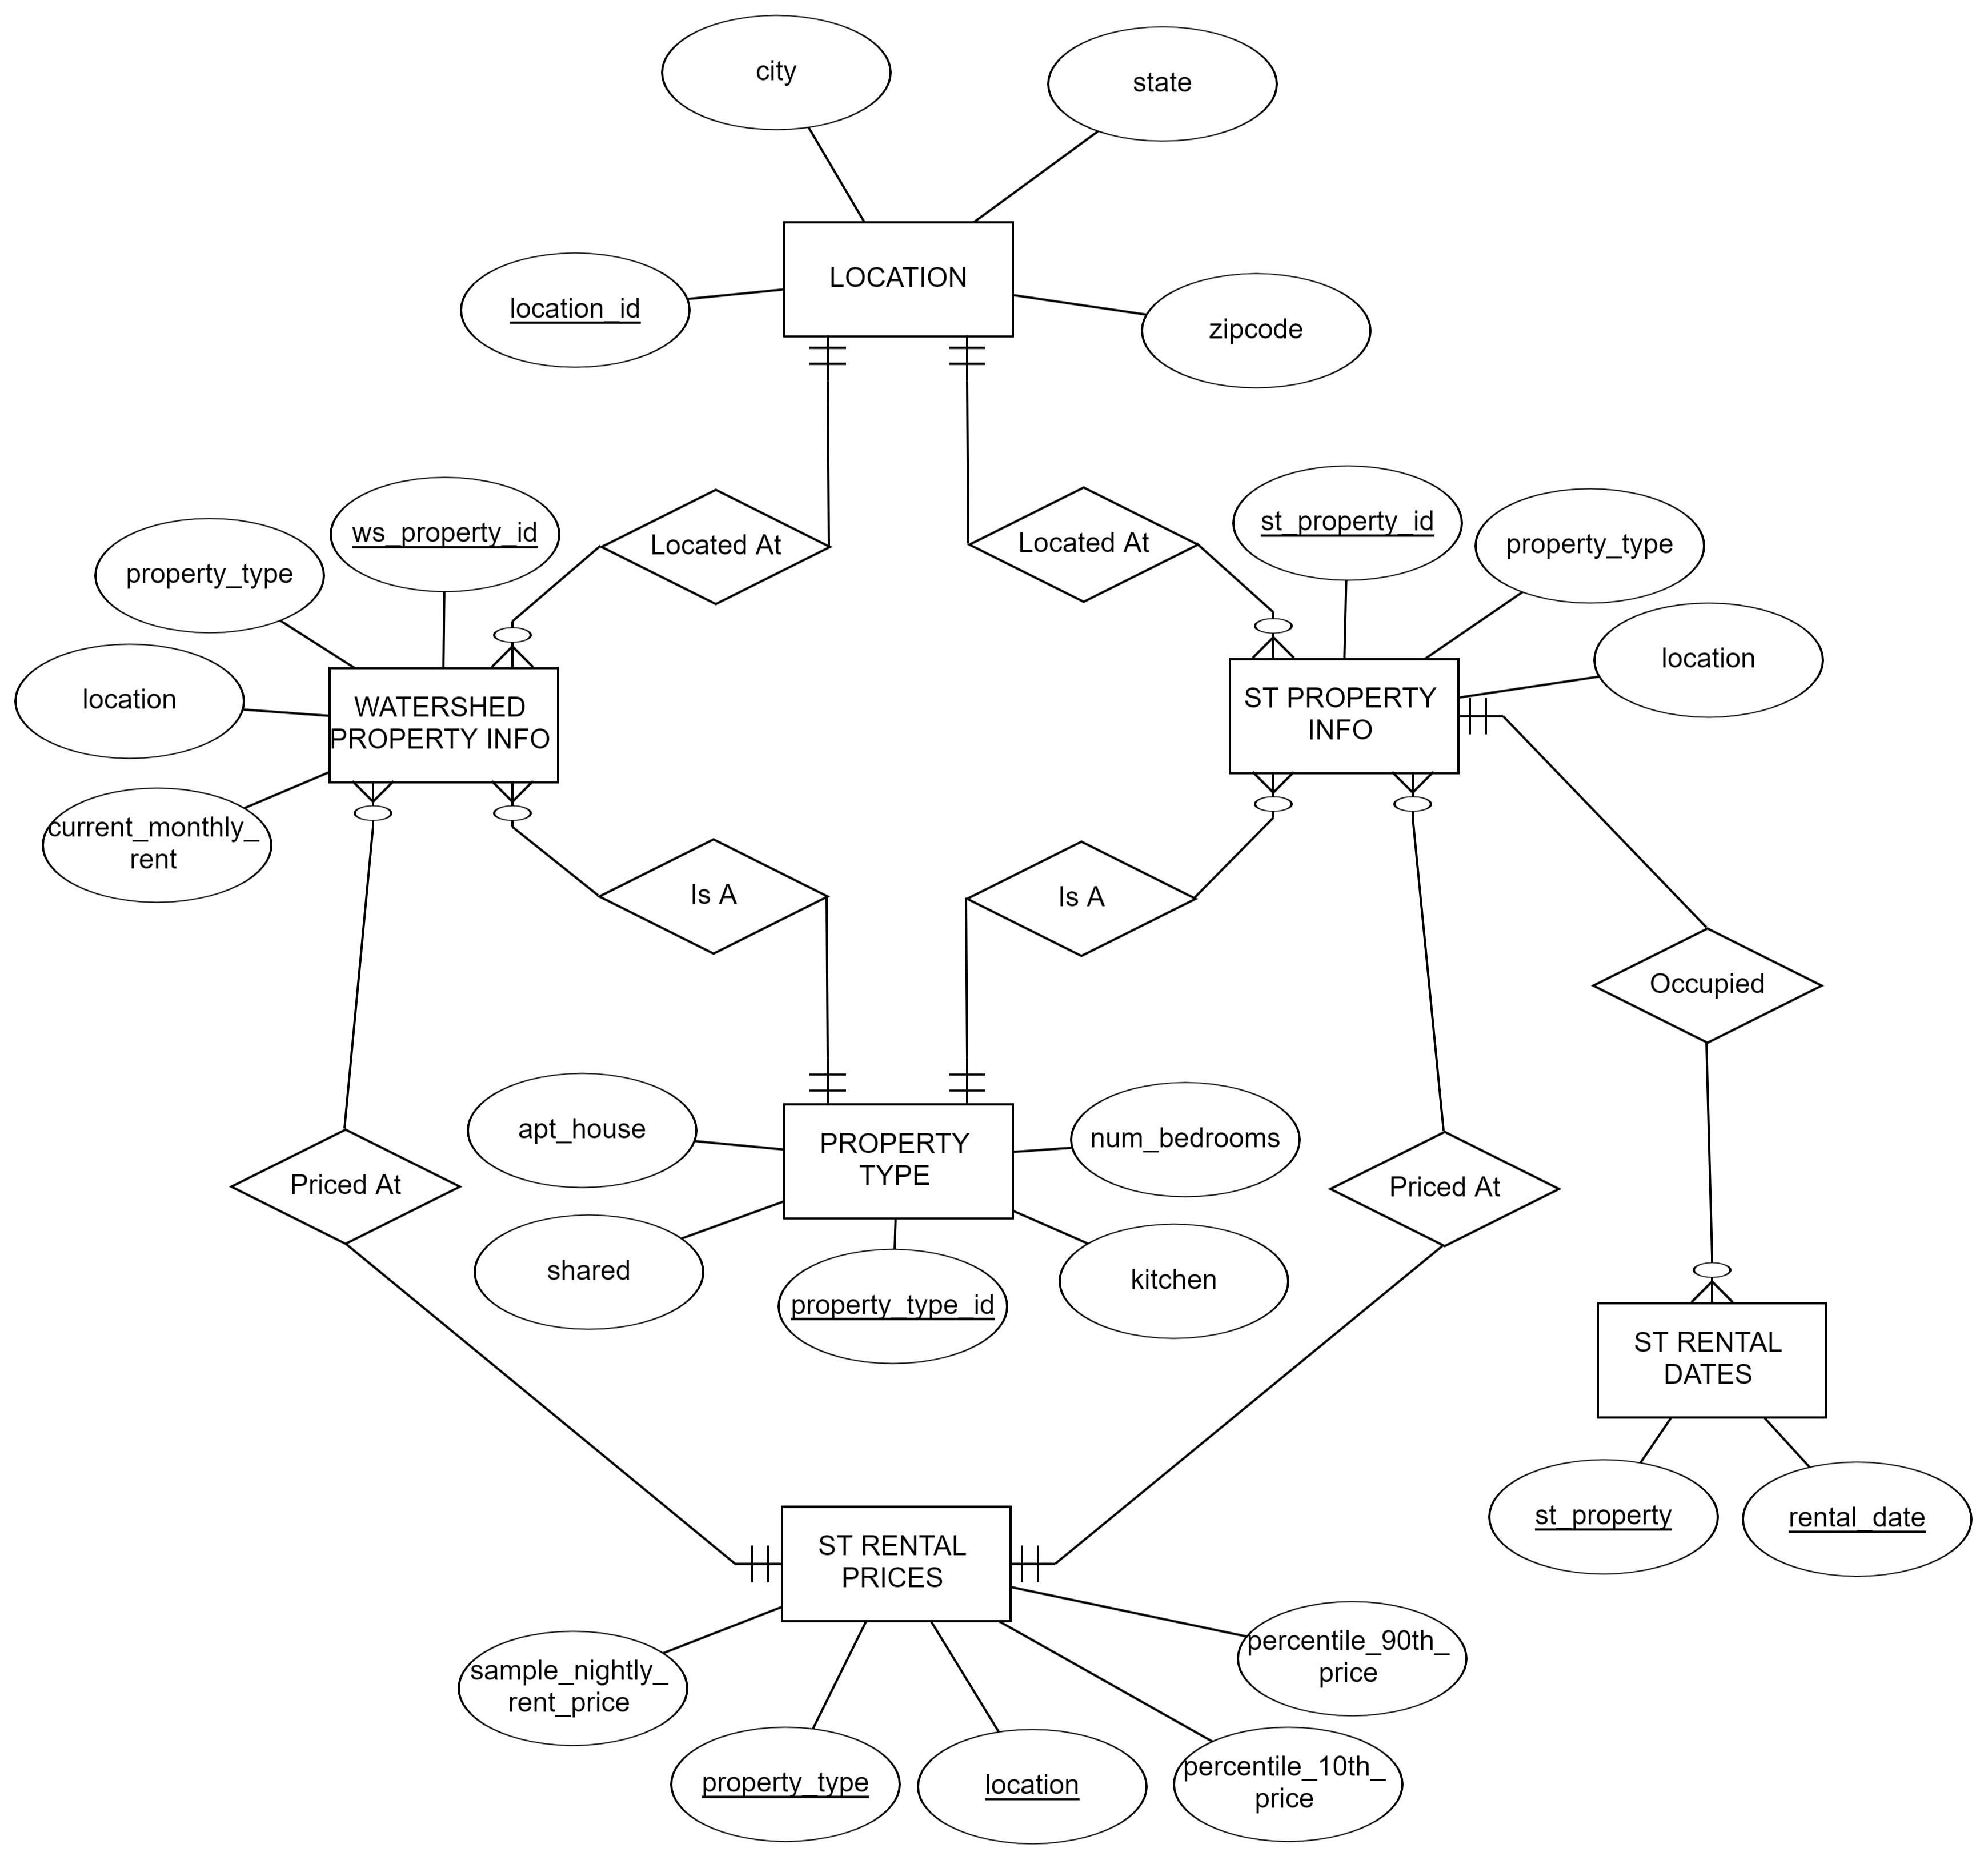 city
state
LOCATION
location_id
zipcode
Located At
Located At
ws_property_id
st_property_id
property_type
property_type
location
location
WATERSHED
PROPERTY INFO
ST PROPERTY
INFO
current_monthly_
rent
Is A
Is A
Occupied
apt_house
PROPERTY
TYPE
num_bedrooms
Priced At
Priced At
shared
kitchen
property_type_id
ST RENTAL
DATES
st_property
rental_date
ST RENTAL
PRICES
sample_nightly_
rent_price
percentile_90th_
price
property_type
location
percentile_10th_
price